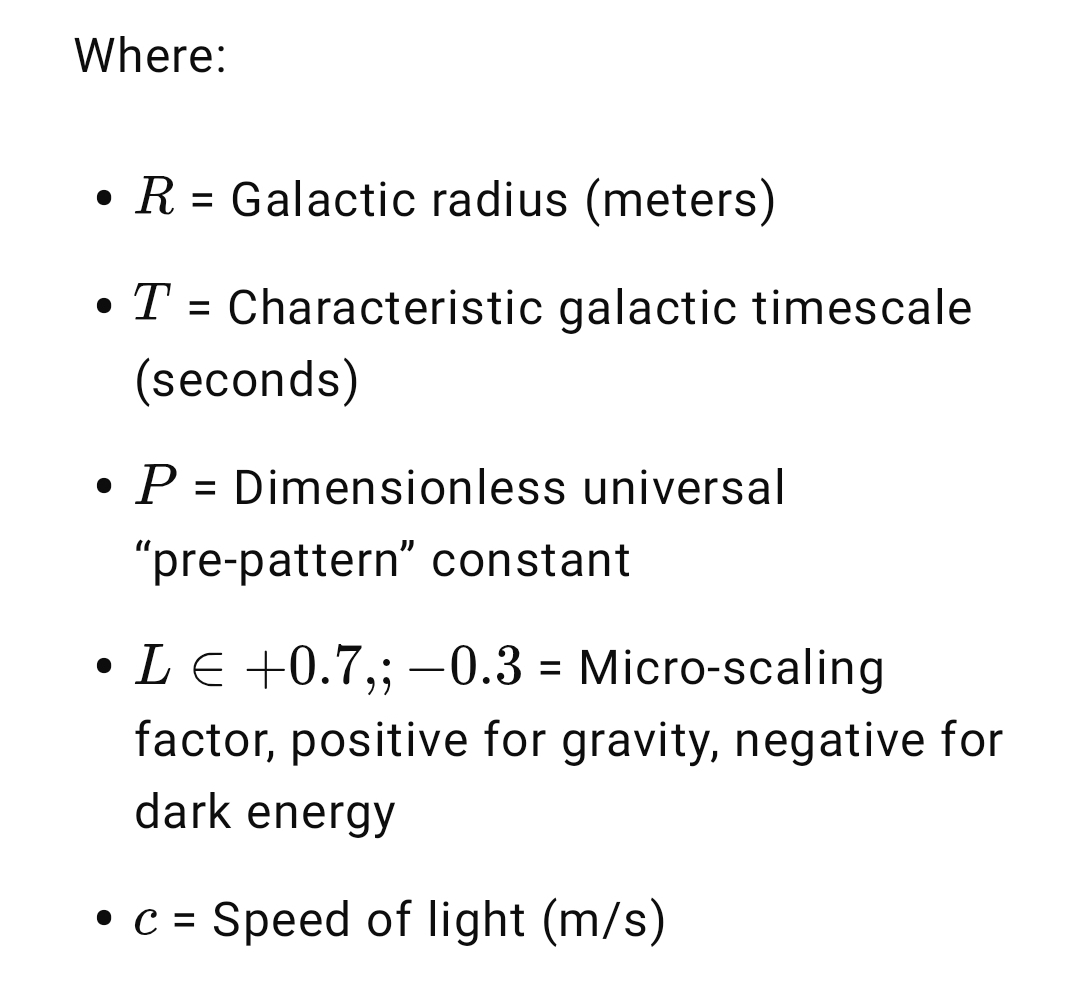 Where:
• R = Galactic radius (meters)
• T = Characteristic galactic timescale
(seconds)
• P = Dimensionless universal
“pre-pattern” constant
• L ∈ +0.7,; −0.3 = Micro-scaling
factor, positive for gravity, negative for
dark energy
• c = Speed of light (m/s)